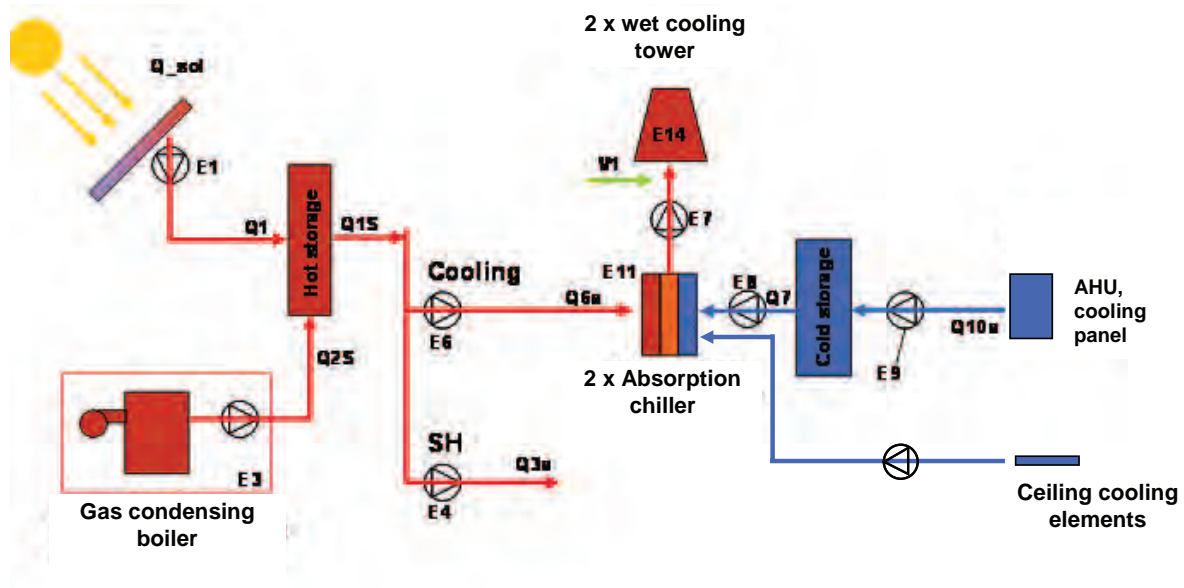 2 x wet cooling
tower
Q_sol
E1
E14
V1
E7
Q1
Hot storage
Q1S
Cooling
E11
E8
Q7
Cold storage
AHU,
cooling
panel
Q6a
Q10a
E6
E9
Q2S
2 x Absorption
chiller
SH
E3
Q3a
E4
Gas condensing
boiler
Ceiling cooling
elements